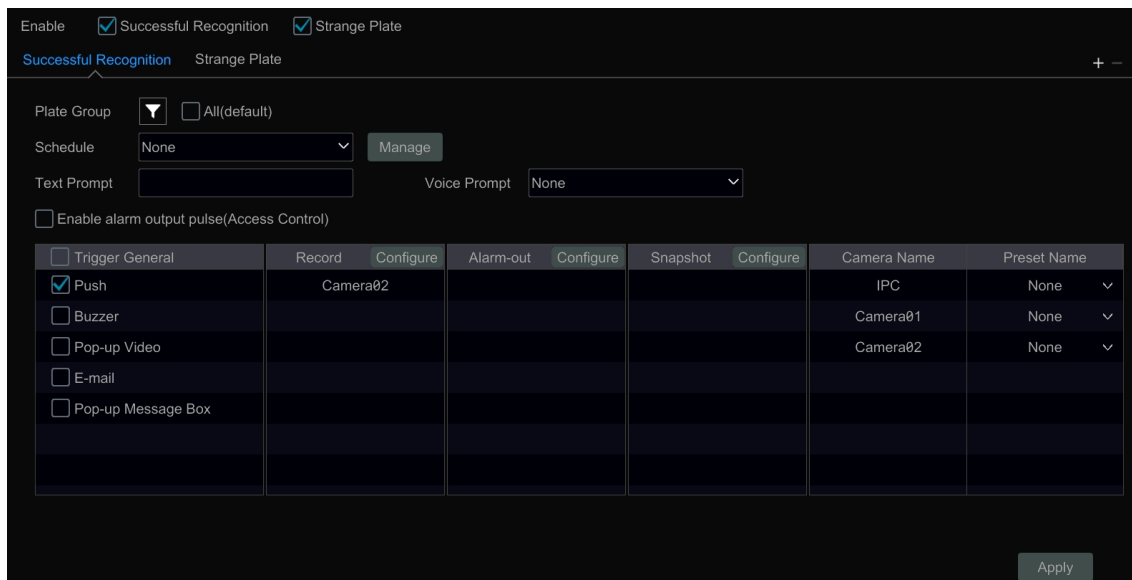 Enable Successful Recognition Strange Plate
Successful Recognition Strange Plate + −
Plate Group All(default)
Schedule None Manage
Text Prompt Voice Prompt None
Enable alarm output pulse(Access Control)
Trigger General Record Configure Alarm-out Configure Snapshot Configure Camera Name Preset Name
Push Camera02 IPC None
Buzzer Camera01 None
Pop-up Video Camera02 None
E-mail
Pop-up Message Box
Apply